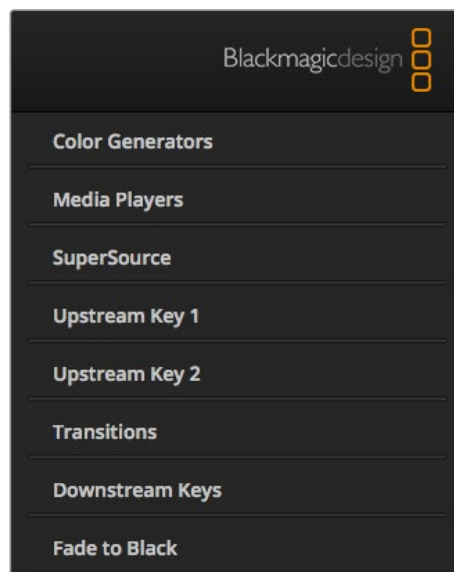 Blackmagicdesign
Color Generators
Media Players
SuperSource
Upstream Key 1
Upstream Key 2
Transitions
Downstream Keys
Fade to Black